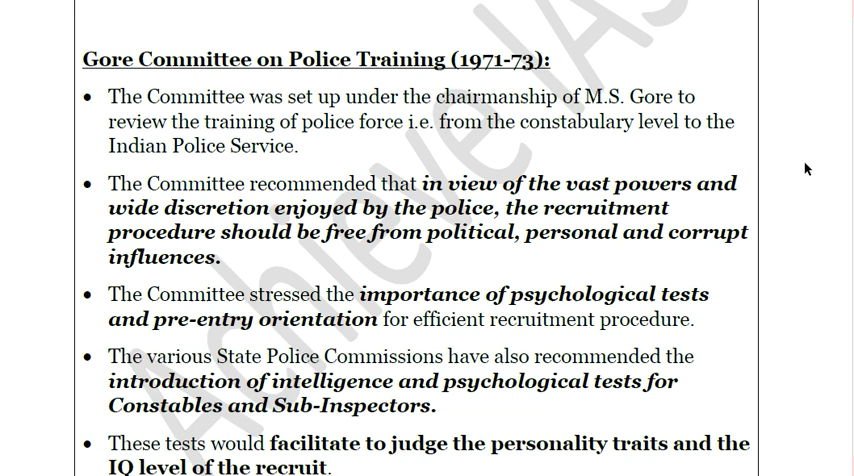 Gore Committee on Police Training (1971-73):
• The Committee was set up under the chairmanship of M.S. Gore to
review the training of police force i.e. from the constabulary level to the
Indian Police Service.
• The Committee recommended that in view of the vast powers and
wide discretion enjoyed by the police, the recruitment
procedure should be free from political, personal and corrupt
influences.
• The Committee stressed the importance of psychological tests
and pre-entry orientation for efficient recruitment procedure.
• The various State Police Commissions have also recommended the
introduction of intelligence and psychological tests for
Constables and Sub-Inspectors.
• These tests would facilitate to judge the personality traits and the
IQ level of the recruit.
Achieve IAS